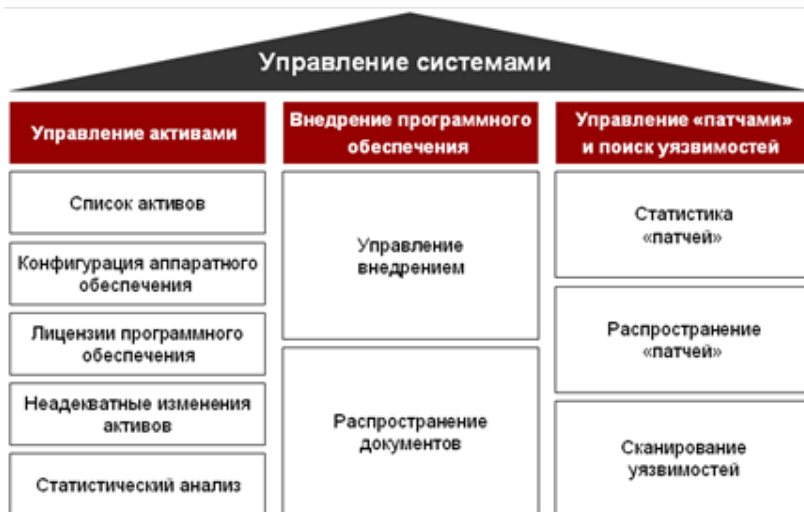 Управление системами
Управление активами
Список активов
Конфигурация аппаратного
обеспечения
Лицензии программного
обеспечения
Неадекватные изменения
активов
Статистический анализ
Внедрение программного
обеспечения
Управление
внедрением
Распространение
документов
Управление «патчами»
и поиск уязвимостей
Статистика
«патчей»
Распространение
«патчей»
Сканирование
уязвимостей